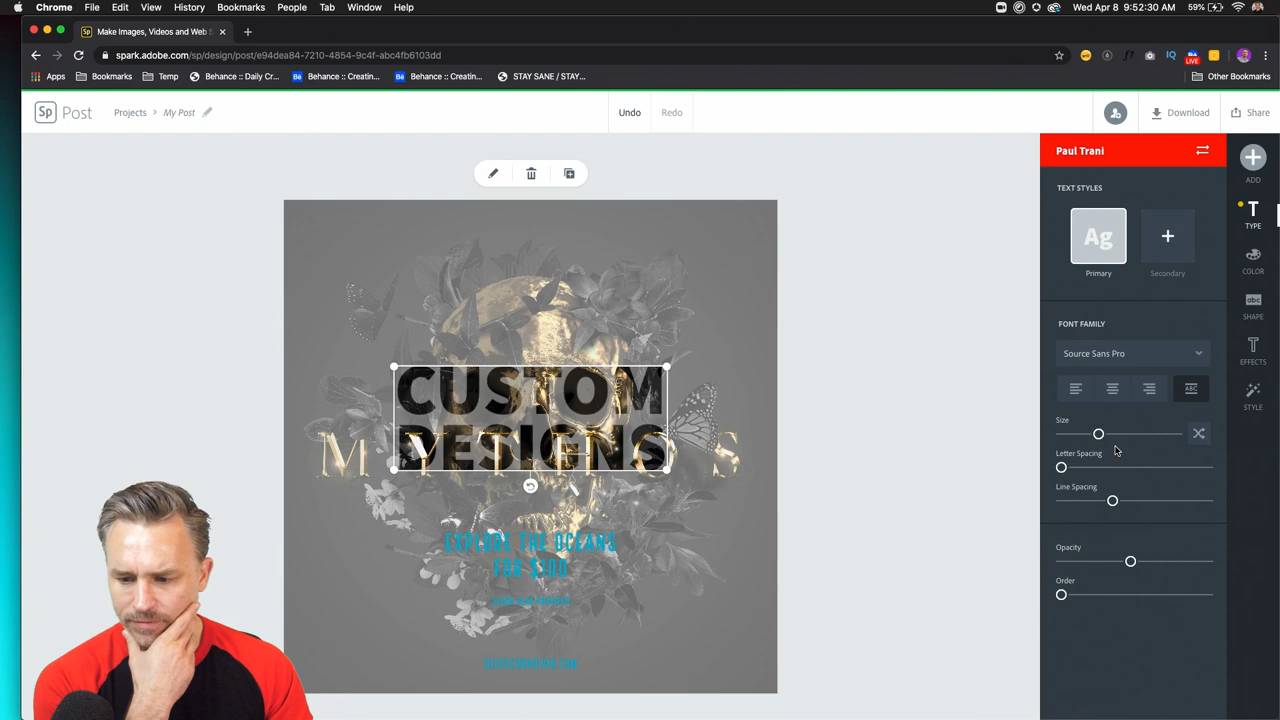 Chrome File Edit View History Bookmarks People Tab Window Help
Wed Apr 8 9:52:30 AM 59%
Make Images, Videos and Web S
spark.adobe.com/sp/design/post/e94dea84-7210-4854-9c4f-abc4fb6103dd
LIVE
Apps Bookmarks Temp Behance :: Daily Cr... Behance :: Creatin... Behance :: Creatin... STAY SANE / STAY... Other Bookmarks
Sp Post Projects > My Post Undo Redo Download Share
Paul Trani
ADD
TEXT STYLES
Ag
Primary
Secondary
TYPE
COLOR
abc
SHAPE
EFFECTS
STYLE
FONT FAMILY
Source Sans Pro
ABC
Size
Letter Spacing
Line Spacing
Opacity
Order
CUSTOM
DESIGNS
MYTHOS
EXPLORE THE OCEANS
FOR $100